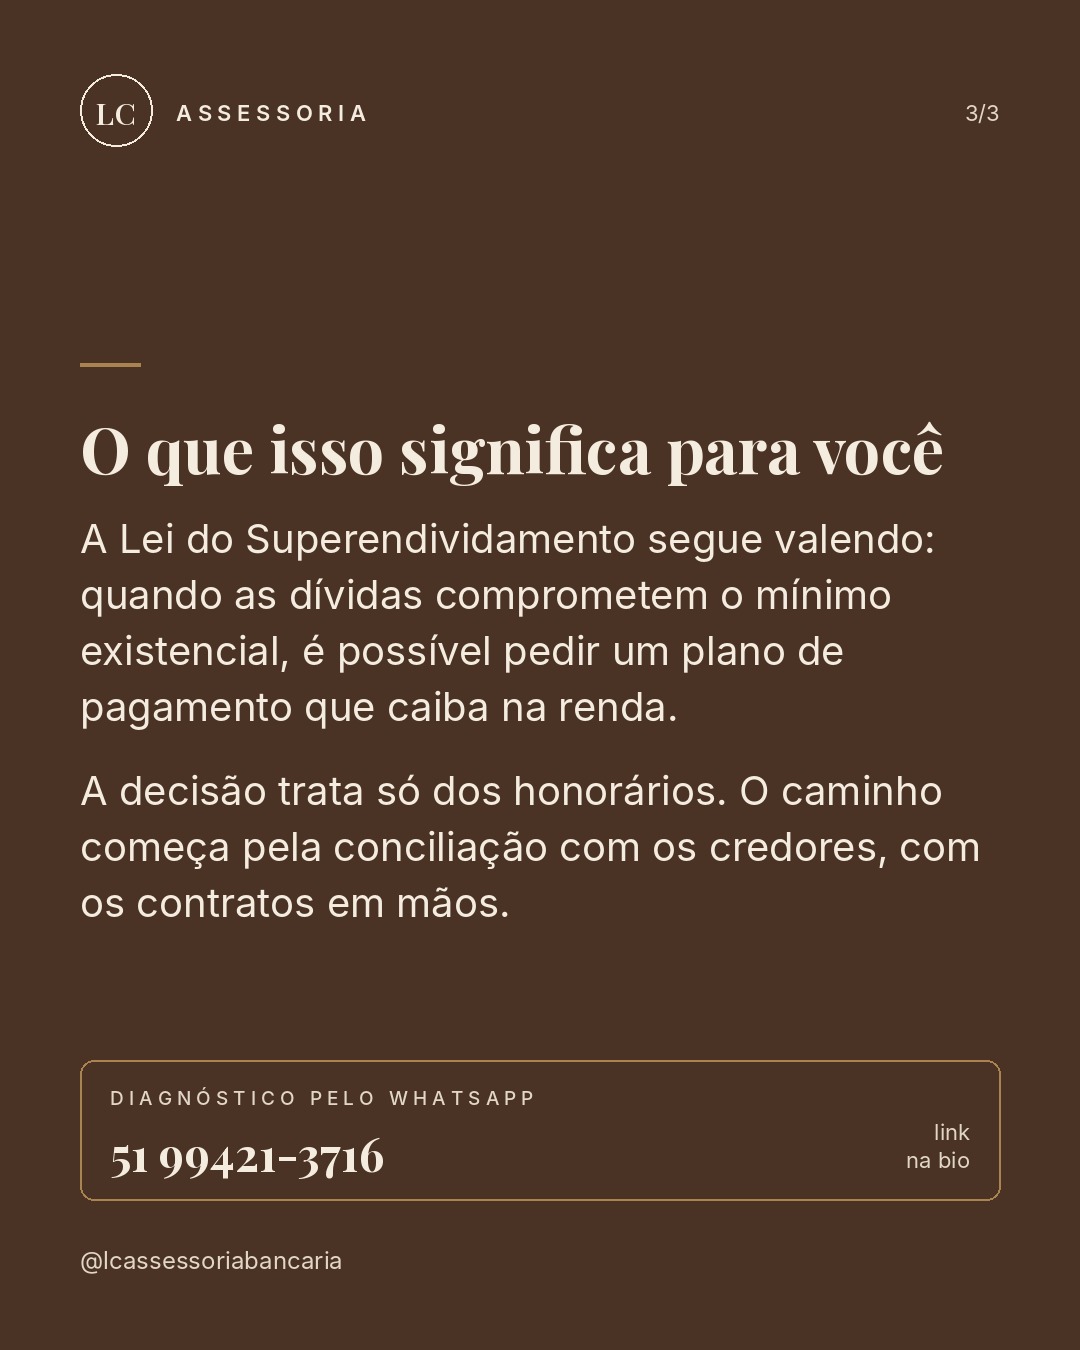 LC ASSESSORIA 3/3
O que isso significa para você
A Lei do Superendividamento segue valendo:
quando as dívidas comprometem o mínimo
existencial, é possível pedir um plano de
pagamento que caiba na renda.
A decisão trata só dos honorários. O caminho
começa pela conciliação com os credores, com
os contratos em mãos.
DIAGNÓSTICO PELO WHATSAPP
51 99421-3716
link
na bio
@lcassessoriabancaria